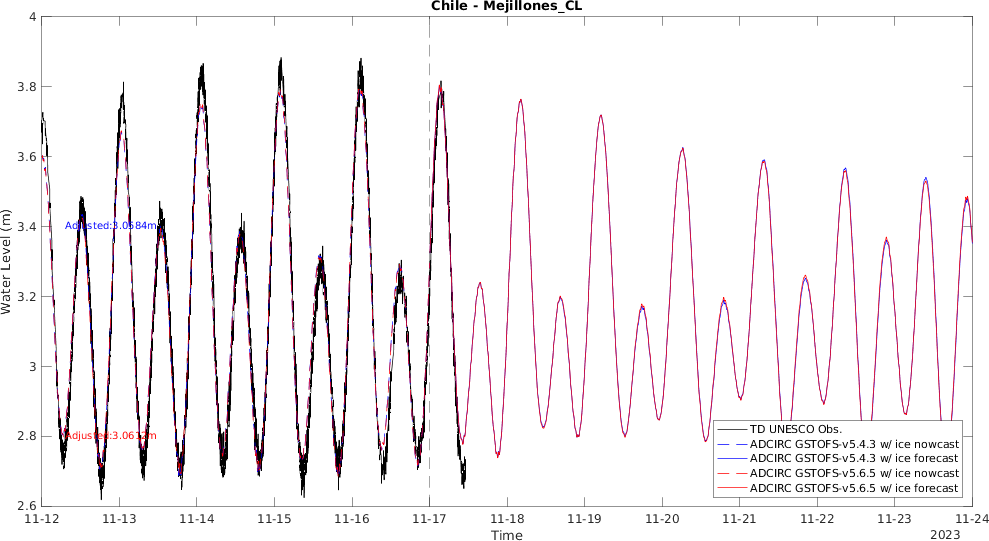 Chile - Mejillones_CL
4
3.8
3.6
3.4
3.2
3
2.8
2.6
Water Level (m)
Adjusted:3.0584m
TD UNESCO Obs.
ADCIRC GSTOFS-v5.4.3 w/ ice nowcast
ADCIRC GSTOFS-v5.4.3 w/ ice forecast
ADCIRC GSTOFS-v5.6.5 w/ ice nowcast
ADCIRC GSTOFS-v5.6.5 w/ ice forecast
11-12
11-13
11-14
11-15
11-16
11-17
11-18
11-19
11-20
11-21
11-22
11-23
11-24
Time
2023